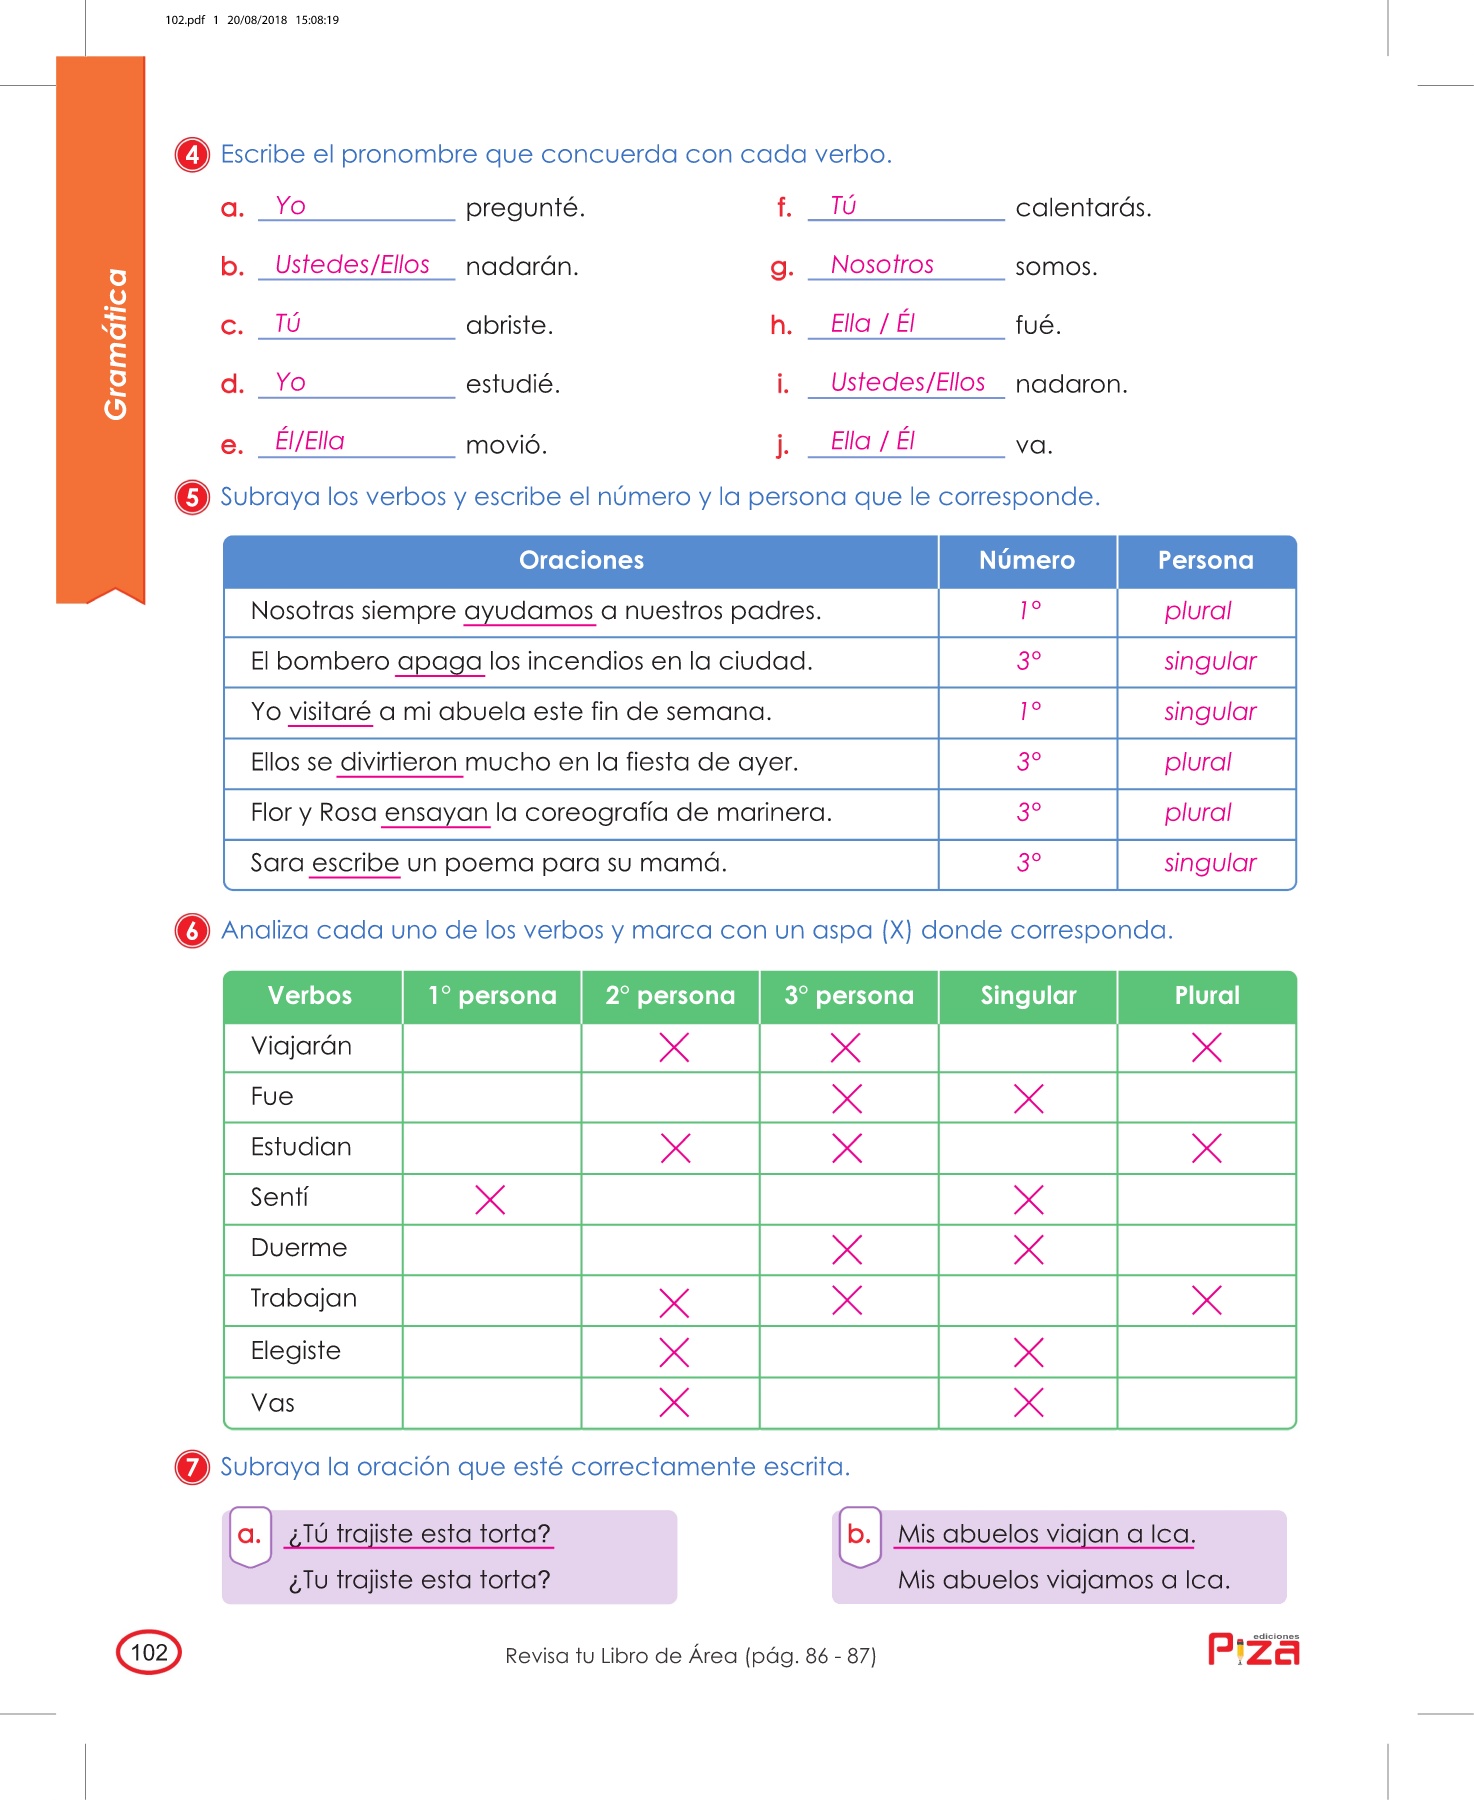 102.pdf 1 20/08/2018 15:08:19
Gramática
4 Escribe el pronombre que concuerda con cada verbo.
a. Yo pregunté.
b. Ustedes/Ellos nadarán.
c. Tú abriste.
d. Yo estudié.
e. Él/Ella movió.
f. Tú calentarás.
g. Nosotros somos.
h. Ella / Él fué.
i. Ustedes/Ellos nadaron.
j. Ella / Él va.
5 Subraya los verbos y escribe el número y la persona que le corresponde.
Oraciones Número Persona
Nosotras siempre ayudamos a nuestros padres. 1° plural
El bombero apaga los incendios en la ciudad. 3° singular
Yo visitaré a mi abuela este fin de semana. 1° singular
Ellos se divirtieron mucho en la fiesta de ayer. 3° plural
Flor y Rosa ensayan la coreografía de marinera. 3° plural
Sara escribe un poema para su mamá. 3° singular
6 Analiza cada uno de los verbos y marca con un aspa (X) donde corresponda.
Verbos 1° persona 2° persona 3° persona Singular Plural
Viajarán X X X
Fue X X
Estudian X X X
Sentí X X
Duerme X X
Trabajan X X X
Elegiste X X
Vas X X
7 Subraya la oración que esté correctamente escrita.
a. ¿Tú trajiste esta torta?
¿Tu trajiste esta torta?
b. Mis abuelos viajan a Ica.
Mis abuelos viajamos a Ica.
102
Revisa tu Libro de Área (pág. 86 - 87)
ediciones
Piza